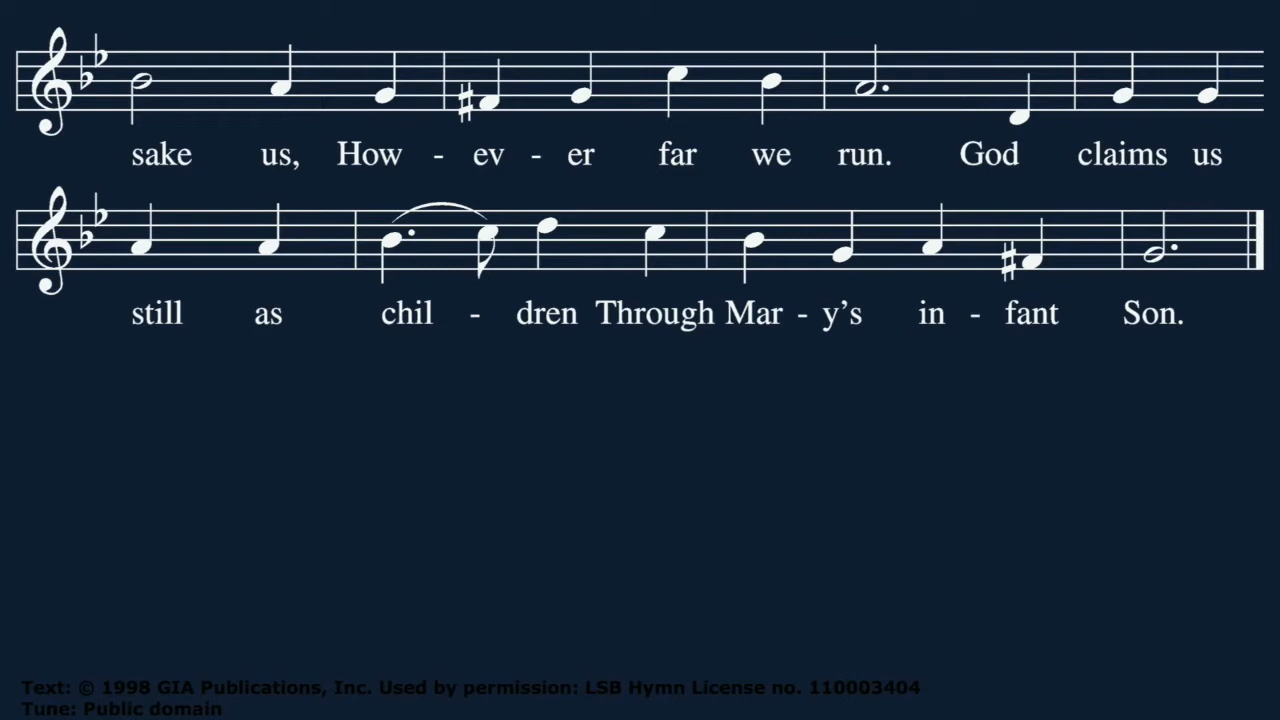 sake us, How - ev - er far we run. God claims us
still as chil - dren Through Mar - y's in - fant Son.
Text: © 1998 GIA Publications, Inc. Used by permission: LSB Hymn License no. 110003404
Tune: Public domain